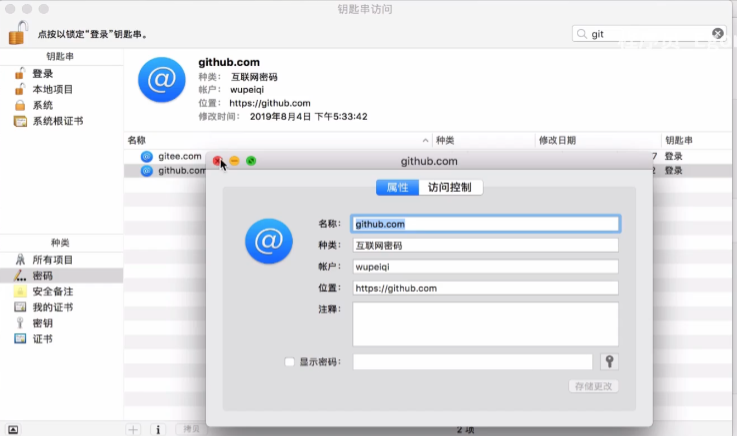 钥匙串访问
点按以锁定“登录”钥匙串。
git
钥匙串
登录
本地项目
系统
系统根证书
github.com
种类： 互联网密码
帐户： wupeiqi
位置： https://github.com
修改时间： 2019年8月4日 下午5:33:42
名称 种类 修改日期 钥匙串
gitee.com 7 登录
github.com 2 登录
种类
所有项目
密码
安全备注
我的证书
密钥
证书
github.com
属性 访问控制
名称： github.com
种类： 互联网密码
帐户： wupeiqi
位置： https://github.com
注释：
显示密码：
存储更改
拷贝
2 项